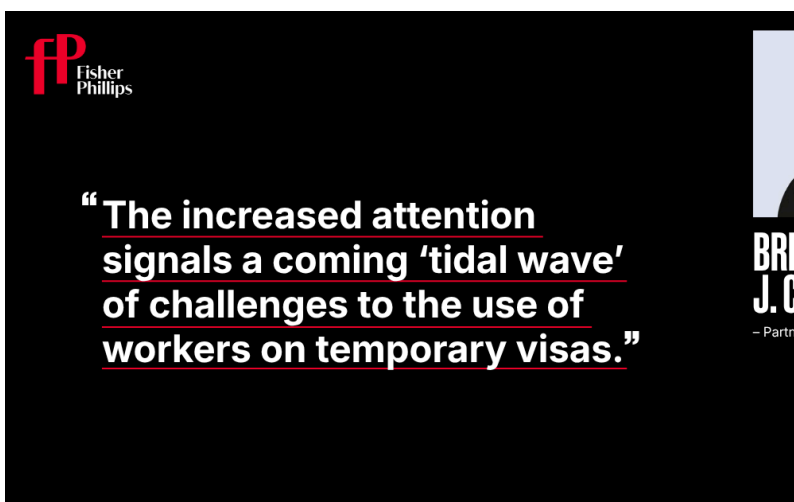 Fisher
Phillips
“The increased attention
signals a coming ‘tidal wave’
of challenges to the use of
workers on temporary visas.”
J.
–